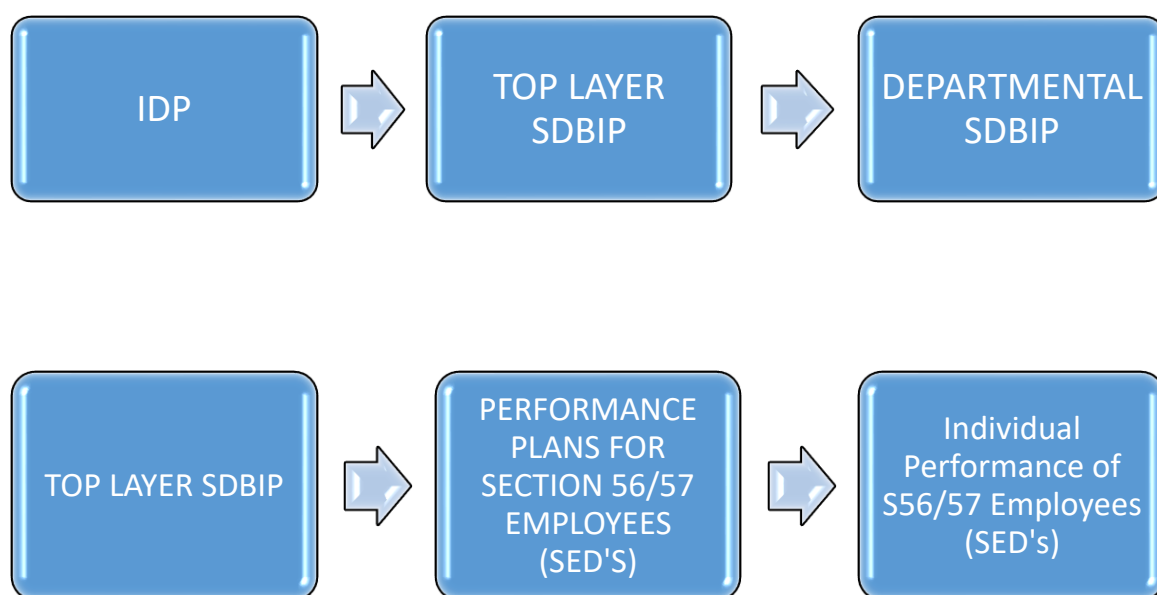 IDP
TOP LAYER
SDBIP
DEPARTMENTAL
SDBIP
TOP LAYER SDBIP
PERFORMANCE
PLANS FOR
SECTION 56/57
EMPLOYEES
(SED'S)
Individual
Performance of
S56/57 Employees
(SED's)